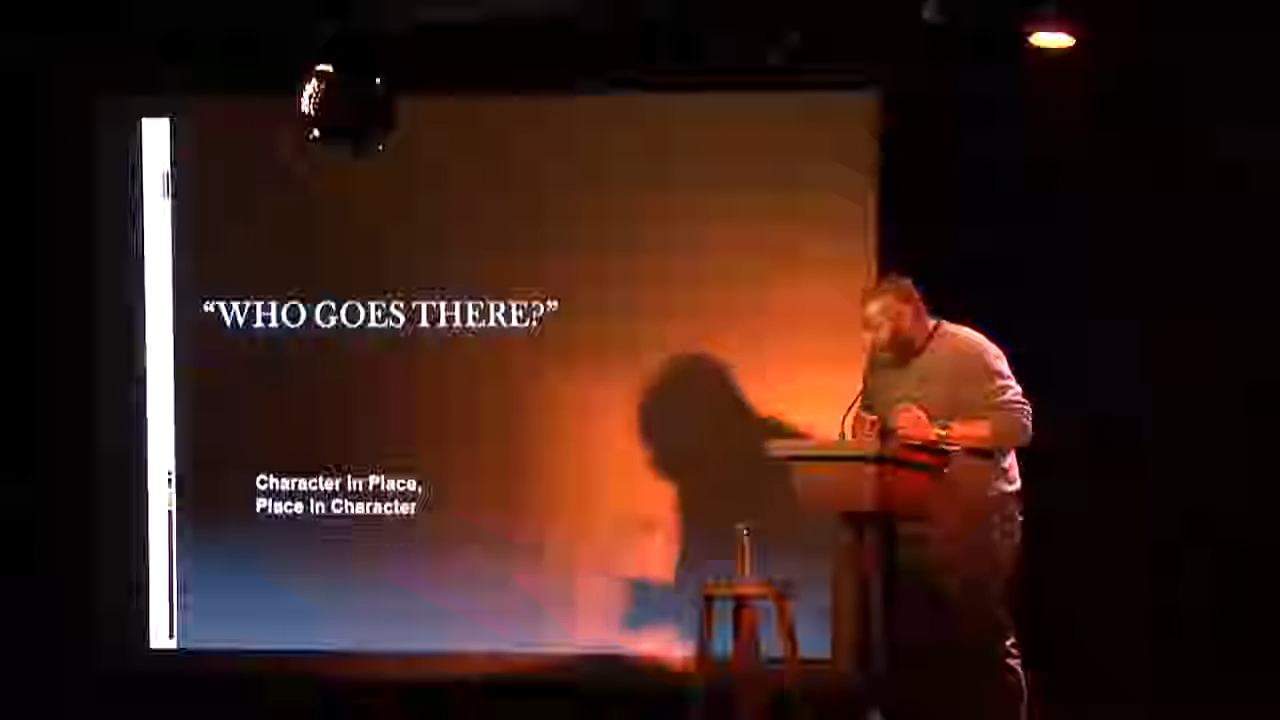 “WHO GOES THERE?”
Character in Place,
Place in Character